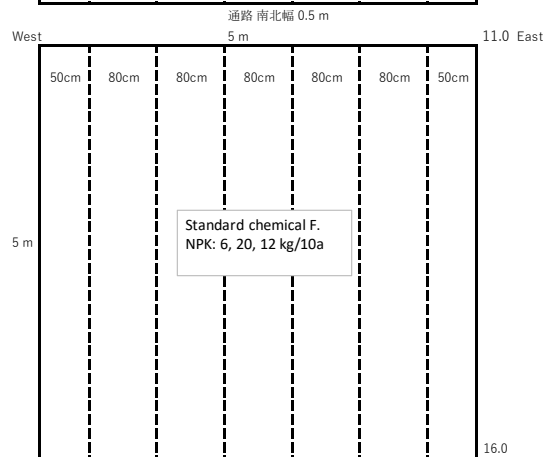 通路 南北幅 0.5 m
West 5 m 11.0 East
50cm 80cm 80cm 80cm 80cm 80cm 50cm
Standard chemical F.
NPK: 6, 20, 12 kg/10a
5 m
16.0